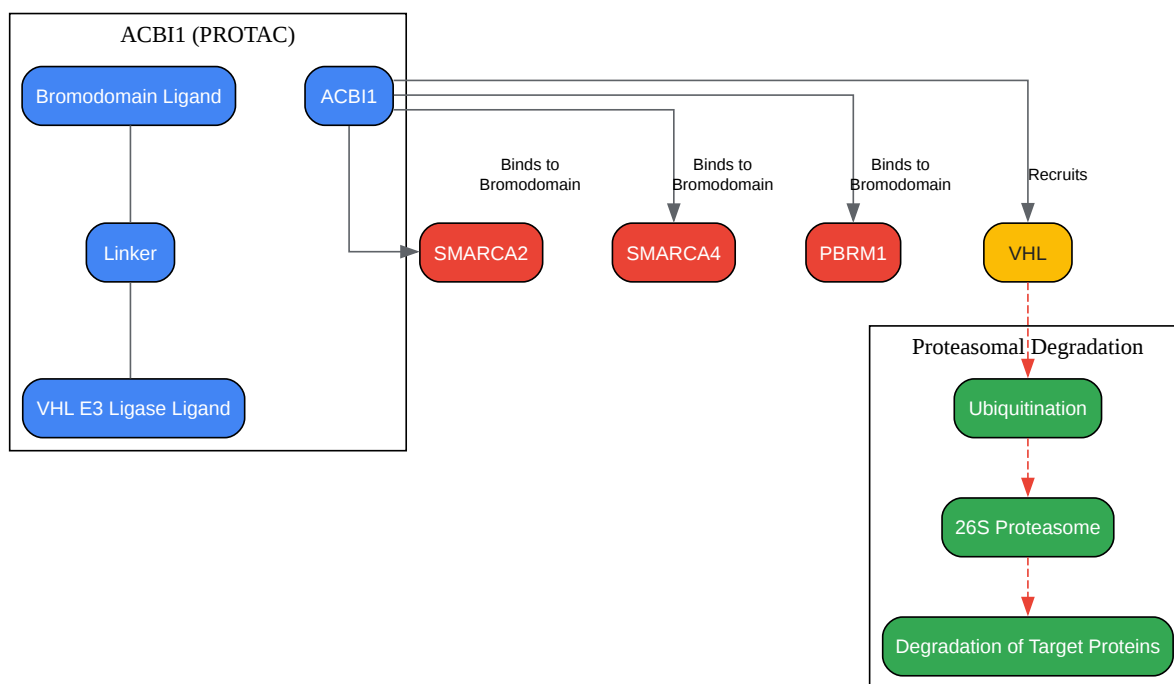 ACBI1 (PROTAC)
Bromodomain Ligand
ACBI1
Binds to
Bromodomain
Binds to
Bromodomain
Binds to
Bromodomain
Recruits
Linker
SMARCA2
SMARCA4
PBRM1
VHL
Proteasomal Degradation
VHL E3 Ligase Ligand
Ubiquitination
26S Proteasome
Degradation of Target Proteins